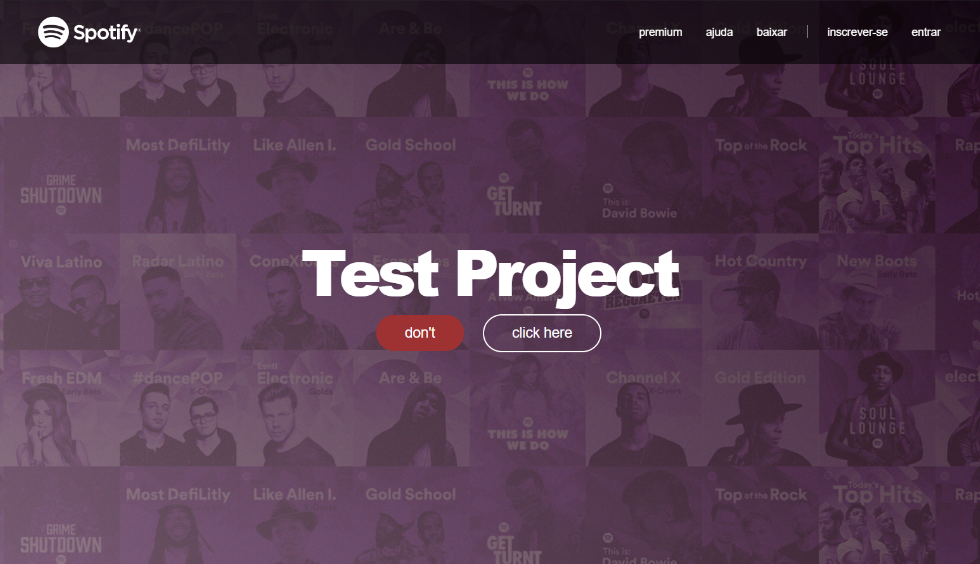 Spotify
premium
ajuda
baixar
inscrever-se
entrar
#dancePOP
Electronic
Are & Be
THIS IS HOW
WE DO
SOUL
LOUNGE
GRIME
SHUTDOWN
Most DefiLitly
Like Allen I.
Gold School
GET
TURNT
This is:
David Bowie
Top of the Rock
Today's
Top Hits
Rap
Viva Latino
Radar Latino
Hot Country
New Boots
Hot
Test Project
don't
click here
Fresh EDM
#dancePOP
Electronic
Are & Be
THIS IS HOW
WE DO
Channel X
Gold Edition
SOUL
LOUNGE
elect
GRIME
SHUTDOWN
Most DefiLitly
Like Allen I.
Gold School
GET
TURNT
This is:
David Bowie
Top of the Rock
Today's
Top Hits
Rap